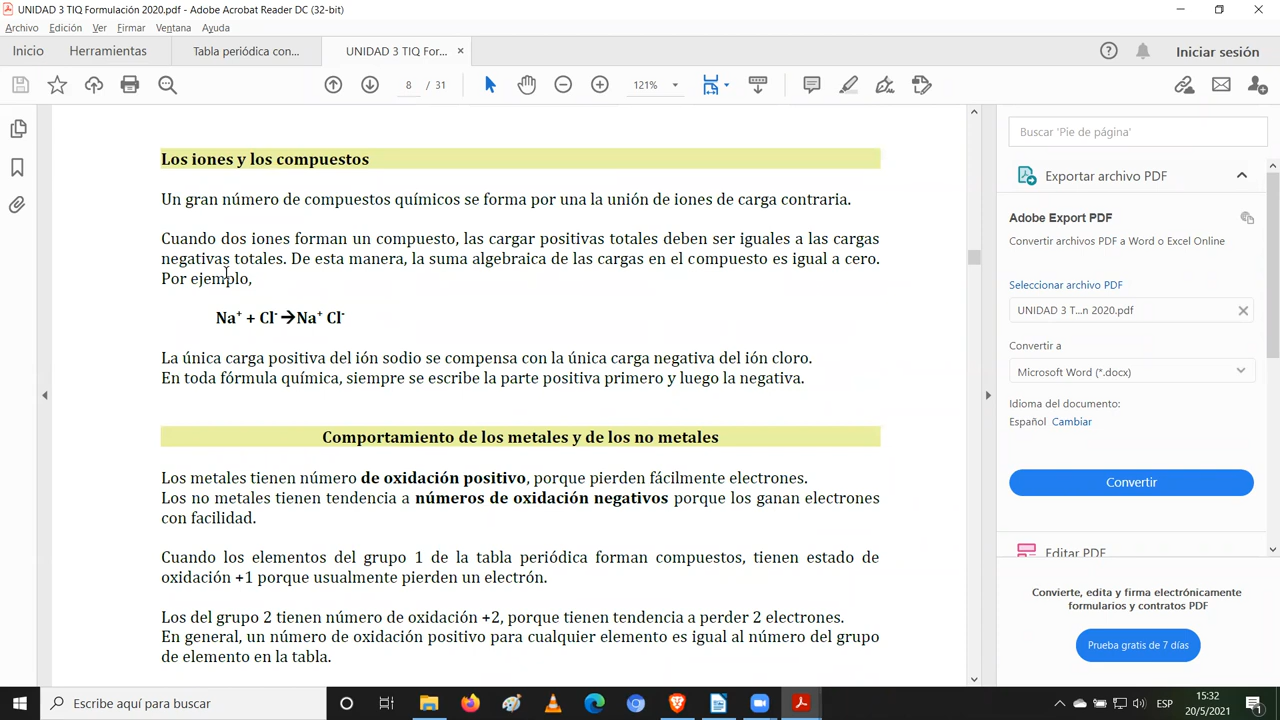 UNIDAD 3 TIQ Formulación 2020.pdf - Adobe Acrobat Reader DC (32-bit)
Archivo Edición Ver Firmar Ventana Ayuda
Inicio Herramientas Tabla periódica con... UNIDAD 3 TIQ For... × Iniciar sesión
8 / 31 121%
Los iones y los compuestos
Un gran número de compuestos químicos se forma por una la unión de iones de carga contraria.
Cuando dos iones forman un compuesto, las cargar positivas totales deben ser iguales a las cargas
negativas totales. De esta manera, la suma algebraica de las cargas en el compuesto es igual a cero.
Por ejemplo,
Na⁺ + Cl⁻ →Na⁺ Cl⁻
La única carga positiva del ión sodio se compensa con la única carga negativa del ión cloro.
En toda fórmula química, siempre se escribe la parte positiva primero y luego la negativa.
Comportamiento de los metales y de los no metales
Los metales tienen número de oxidación positivo, porque pierden fácilmente electrones.
Los no metales tienen tendencia a números de oxidación negativos porque los ganan electrones
con facilidad.
Cuando los elementos del grupo 1 de la tabla periódica forman compuestos, tienen estado de
oxidación +1 porque usualmente pierden un electrón.
Los del grupo 2 tienen número de oxidación +2, porque tienen tendencia a perder 2 electrones.
En general, un número de oxidación positivo para cualquier elemento es igual al número del grupo
de elemento en la tabla.
Buscar 'Pie de página'
Exportar archivo PDF
Adobe Export PDF
Convertir archivos PDF a Word o Excel Online
Seleccionar archivo PDF
UNIDAD 3 T...n 2020.pdf
Convertir a
Microsoft Word (*.docx)
Idioma del documento:
Español Cambiar
Convertir
Editar PDF
Convierte, edita y firma electrónicamente
formularios y contratos PDF
Prueba gratis de 7 días
Escribe aquí para buscar
ESP
15:32
20/5/2021
1